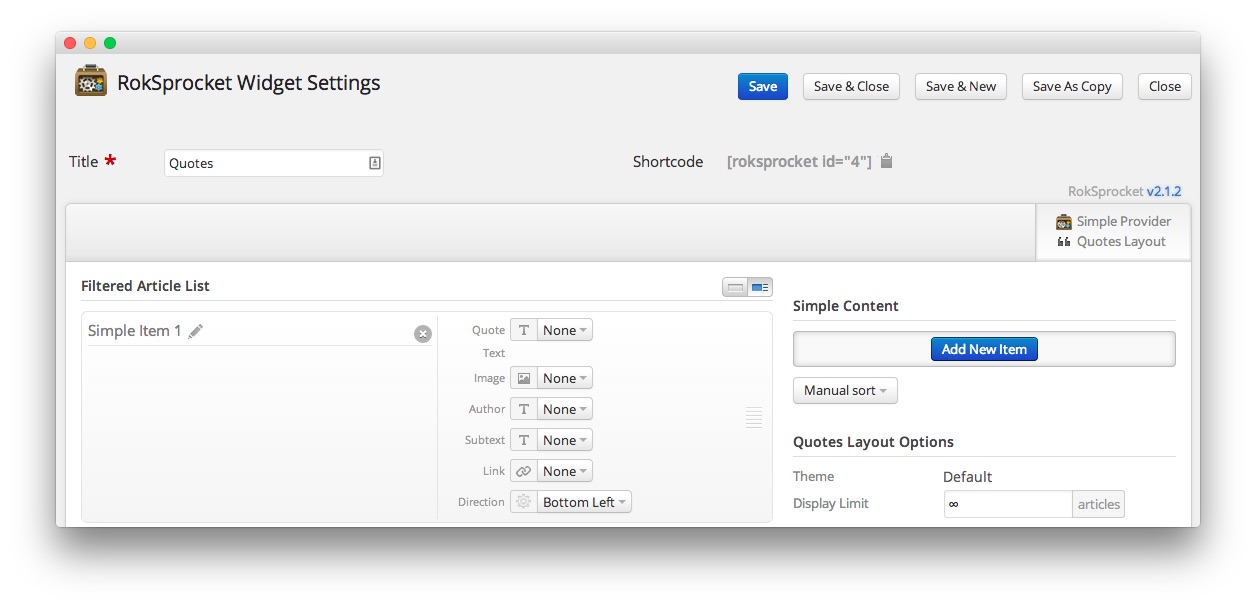 RokSprocket Widget Settings
Save
Save & Close
Save & New
Save As Copy
Close
Title *
Quotes
Shortcode
[roksprocket id="4"]
RokSprocket v2.1.2
Simple Provider
Quotes Layout
Filtered Article List
Simple Item 1
Quote Text
T
None
Image
None
Author
T
None
Subtext
T
None
Link
None
Direction
Bottom Left
Simple Content
Add New Item
Manual sort
Quotes Layout Options
Theme
Default
Display Limit
∞
articles